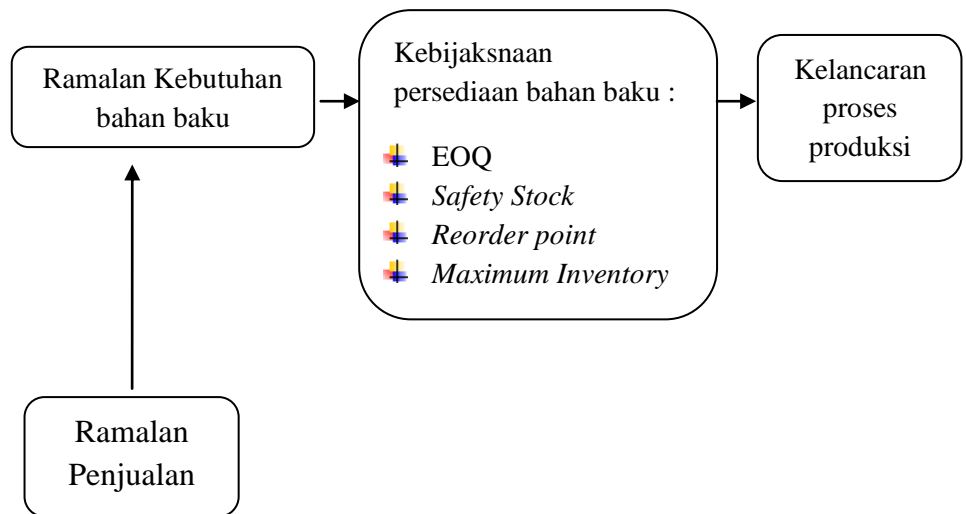 Ramalan Kebutuhan
bahan baku
Kebijaksnaan
persediaan bahan baku :
EOQ
Safety Stock
Reorder point
Maximum Inventory
Kelancaran
proses
produksi
Ramalan
Penjualan